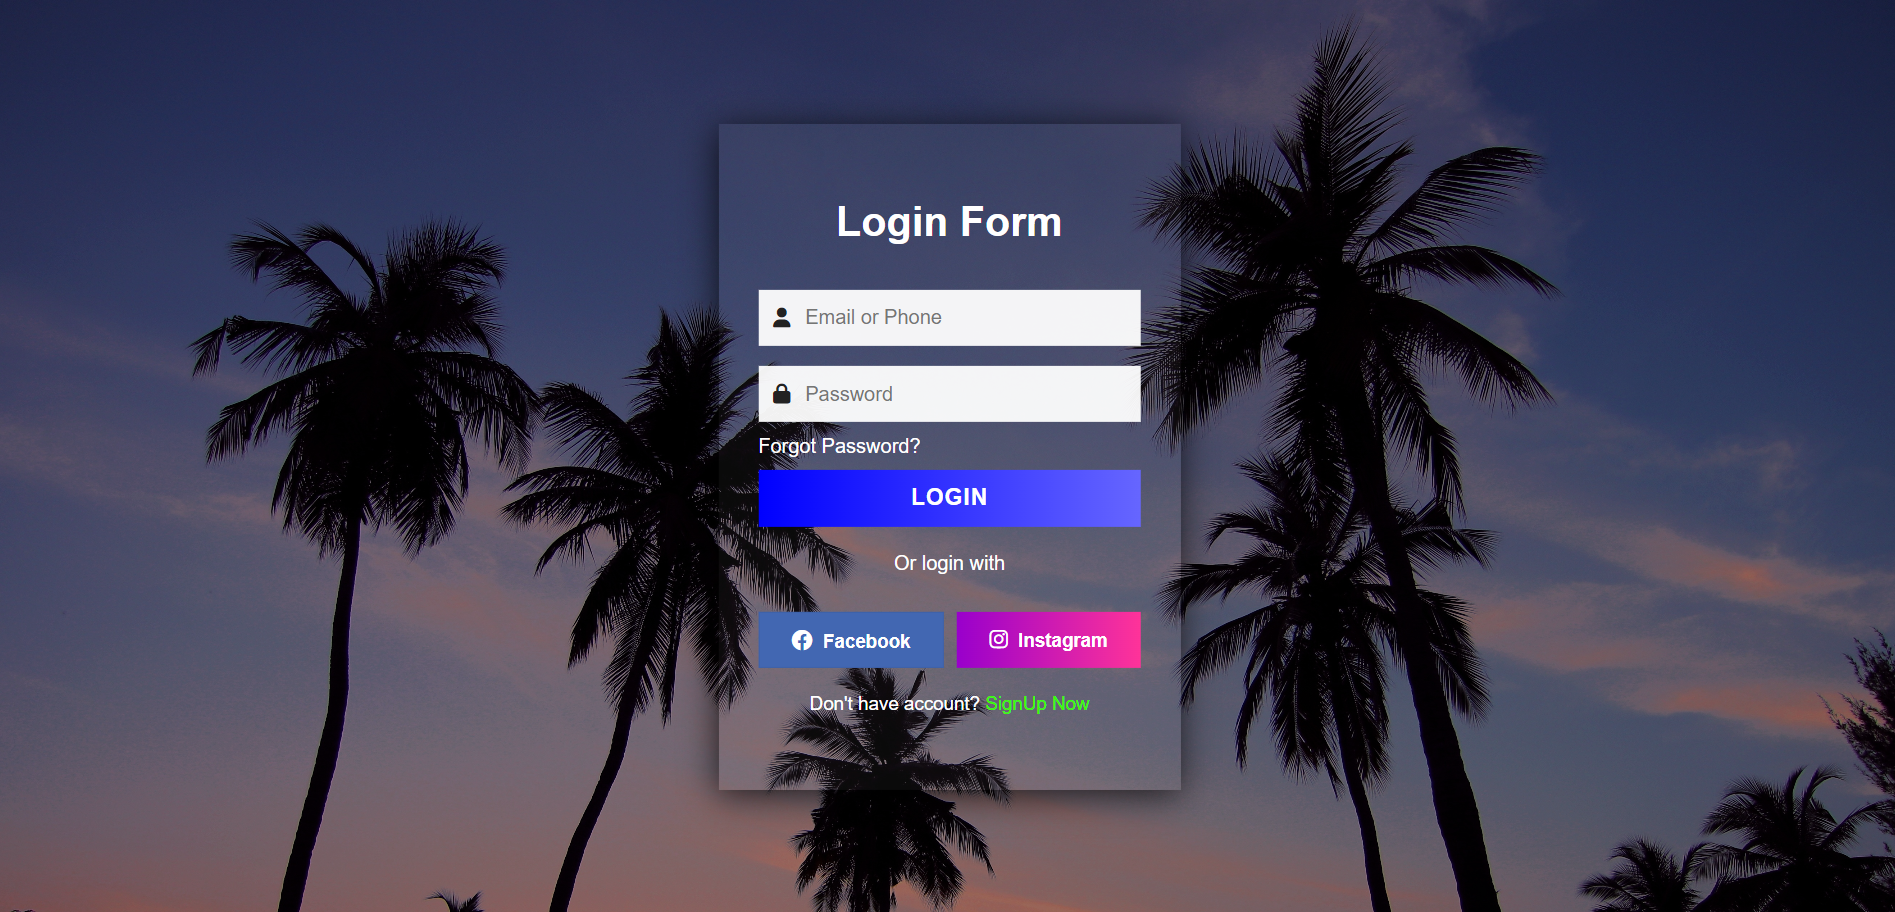 Login Form
Email or Phone
Password
Forgot Password?
LOGIN
Or login with
Facebook Instagram
Don't have account? SignUp Now